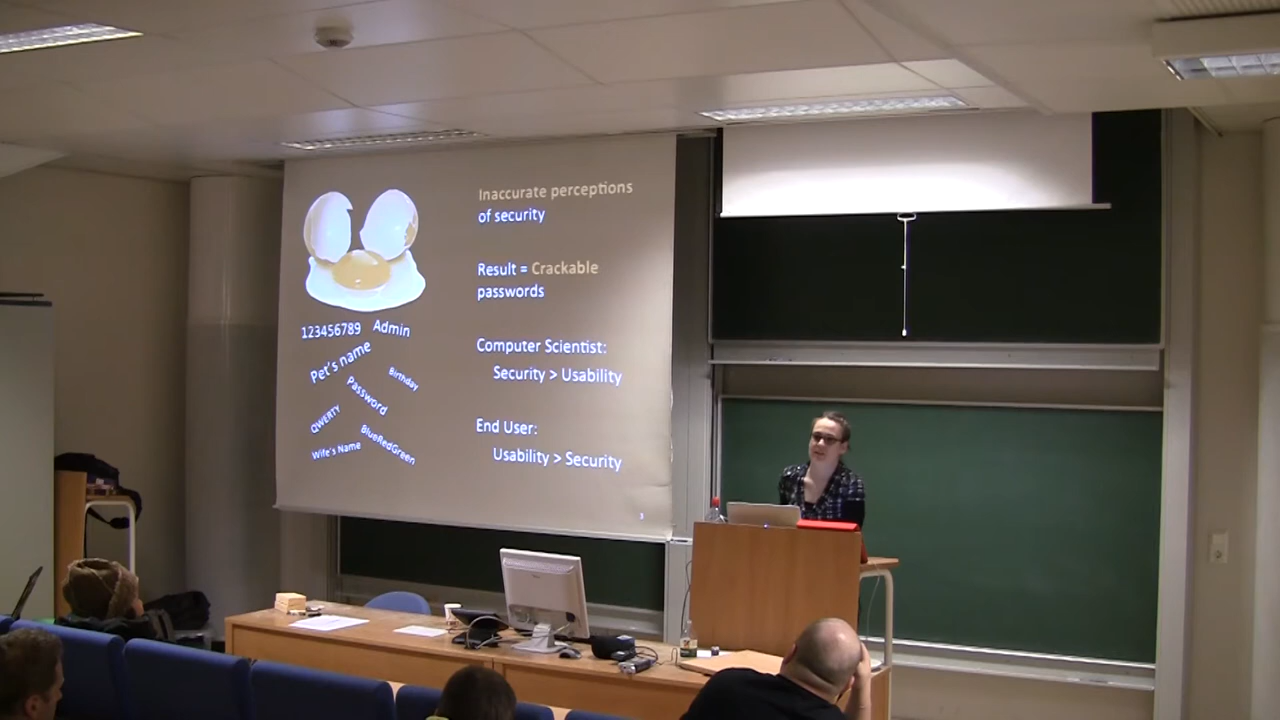 Inaccurate perceptions
of security
Result = Crackable
passwords
Computer Scientist:
Security > Usability
End User:
Usability > Security
123456789
Admin
Pet's name
Birthday
Password
QWERTY
BlueRedGreen
Wife's Name
3